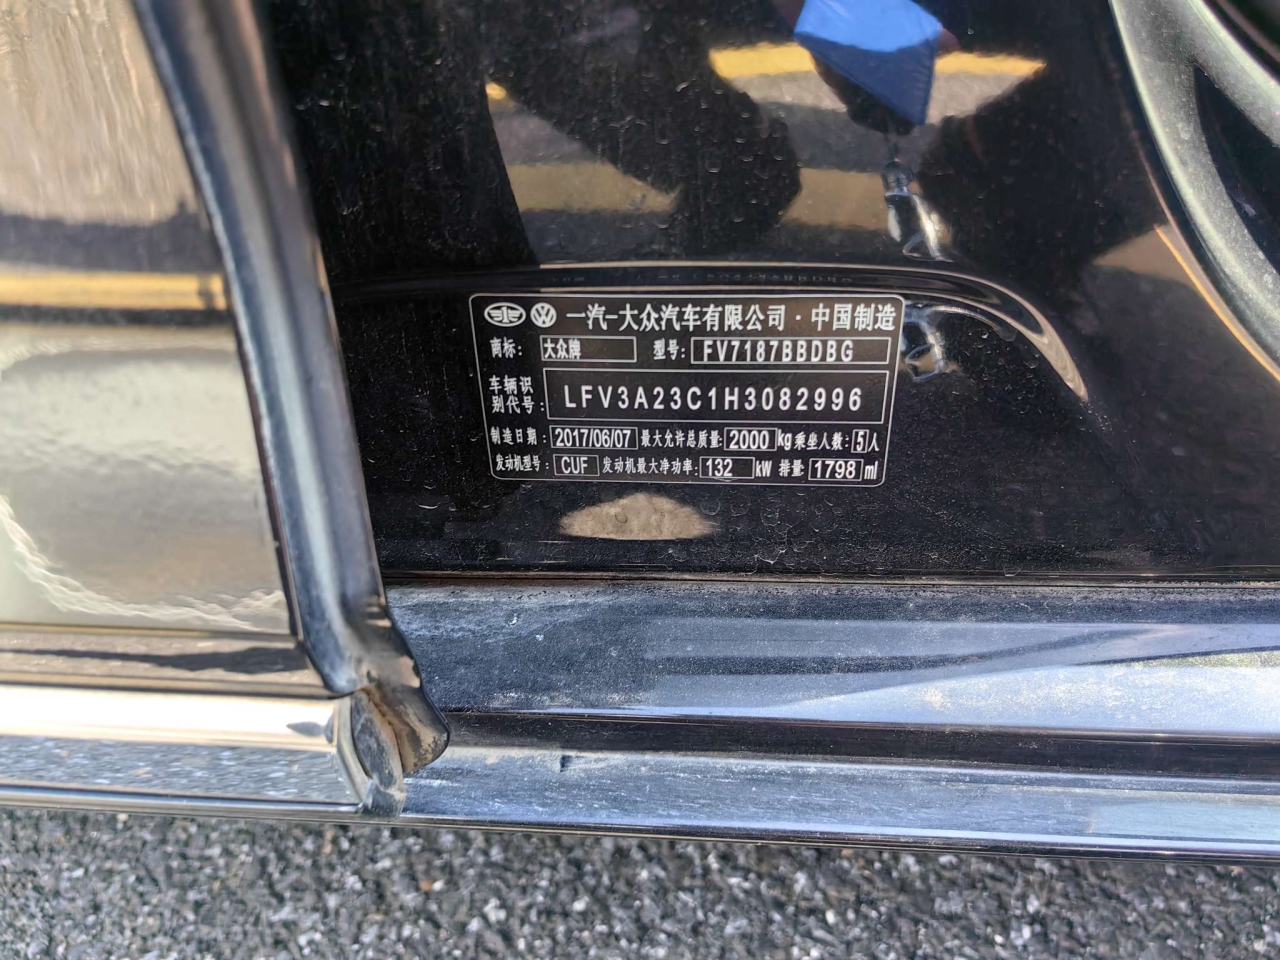 一汽-大众汽车有限公司·中国制造
商标: 大众牌 型号: FV7187BBDBG
车辆识别代号: LFV3A23C1H3082996
制造日期: 2017/06/07 最大允许总质量: 2000 kg 乘坐人数: 5 人
发动机型号: CUF 发动机最大净功率: 132 kW 排量: 1798 ml